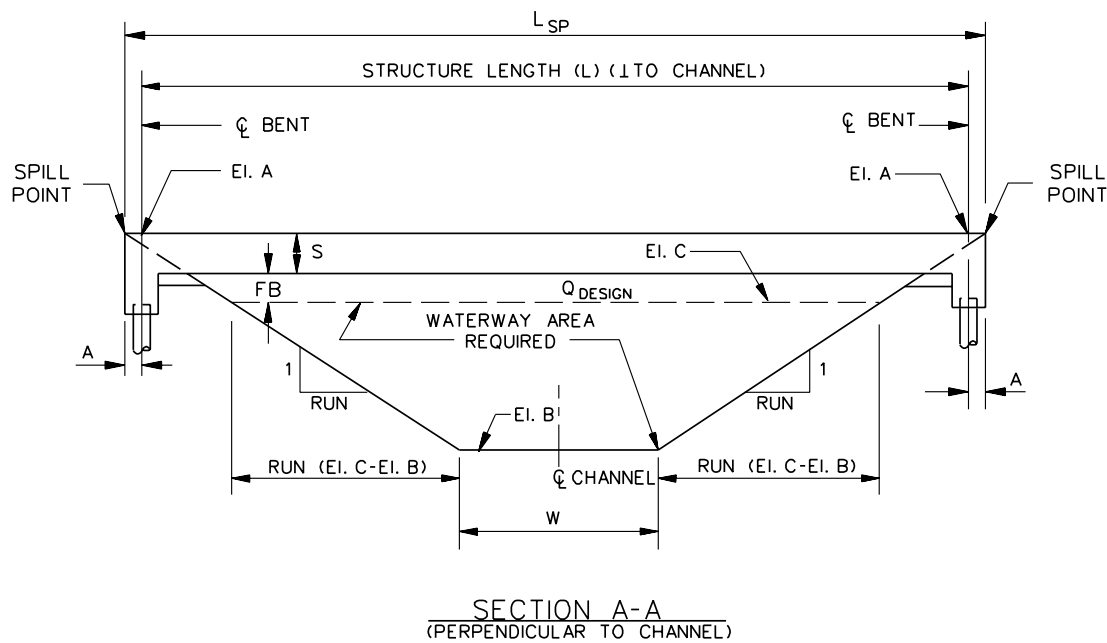 L SP
STRUCTURE LENGTH (L) (⊥ TO CHANNEL)
℄ BENT
℄ BENT
SPILL
POINT
El. A
El. A
SPILL
POINT
S
El. C
FB
Q DESIGN
WATERWAY AREA
REQUIRED
A
1
RUN
1
RUN
A
El. B
RUN (El. C-El. B)
℄ CHANNEL
RUN (El. C-El. B)
W
SECTION A-A
(PERPENDICULAR TO CHANNEL)